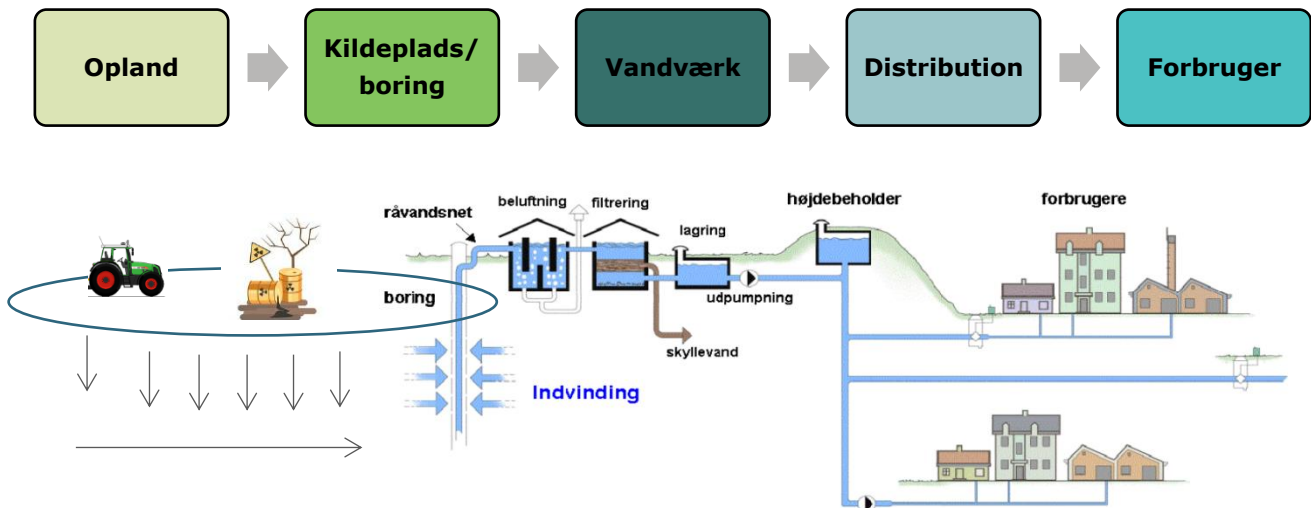 Opland
Kildeplads/
boring
Vandværk
Distribution
Forbruger
beluftning
filtrering
højdebeholder
forbrugere
råvandsnet
lagring
boring
udpumpning
skyllevand
Indvinding